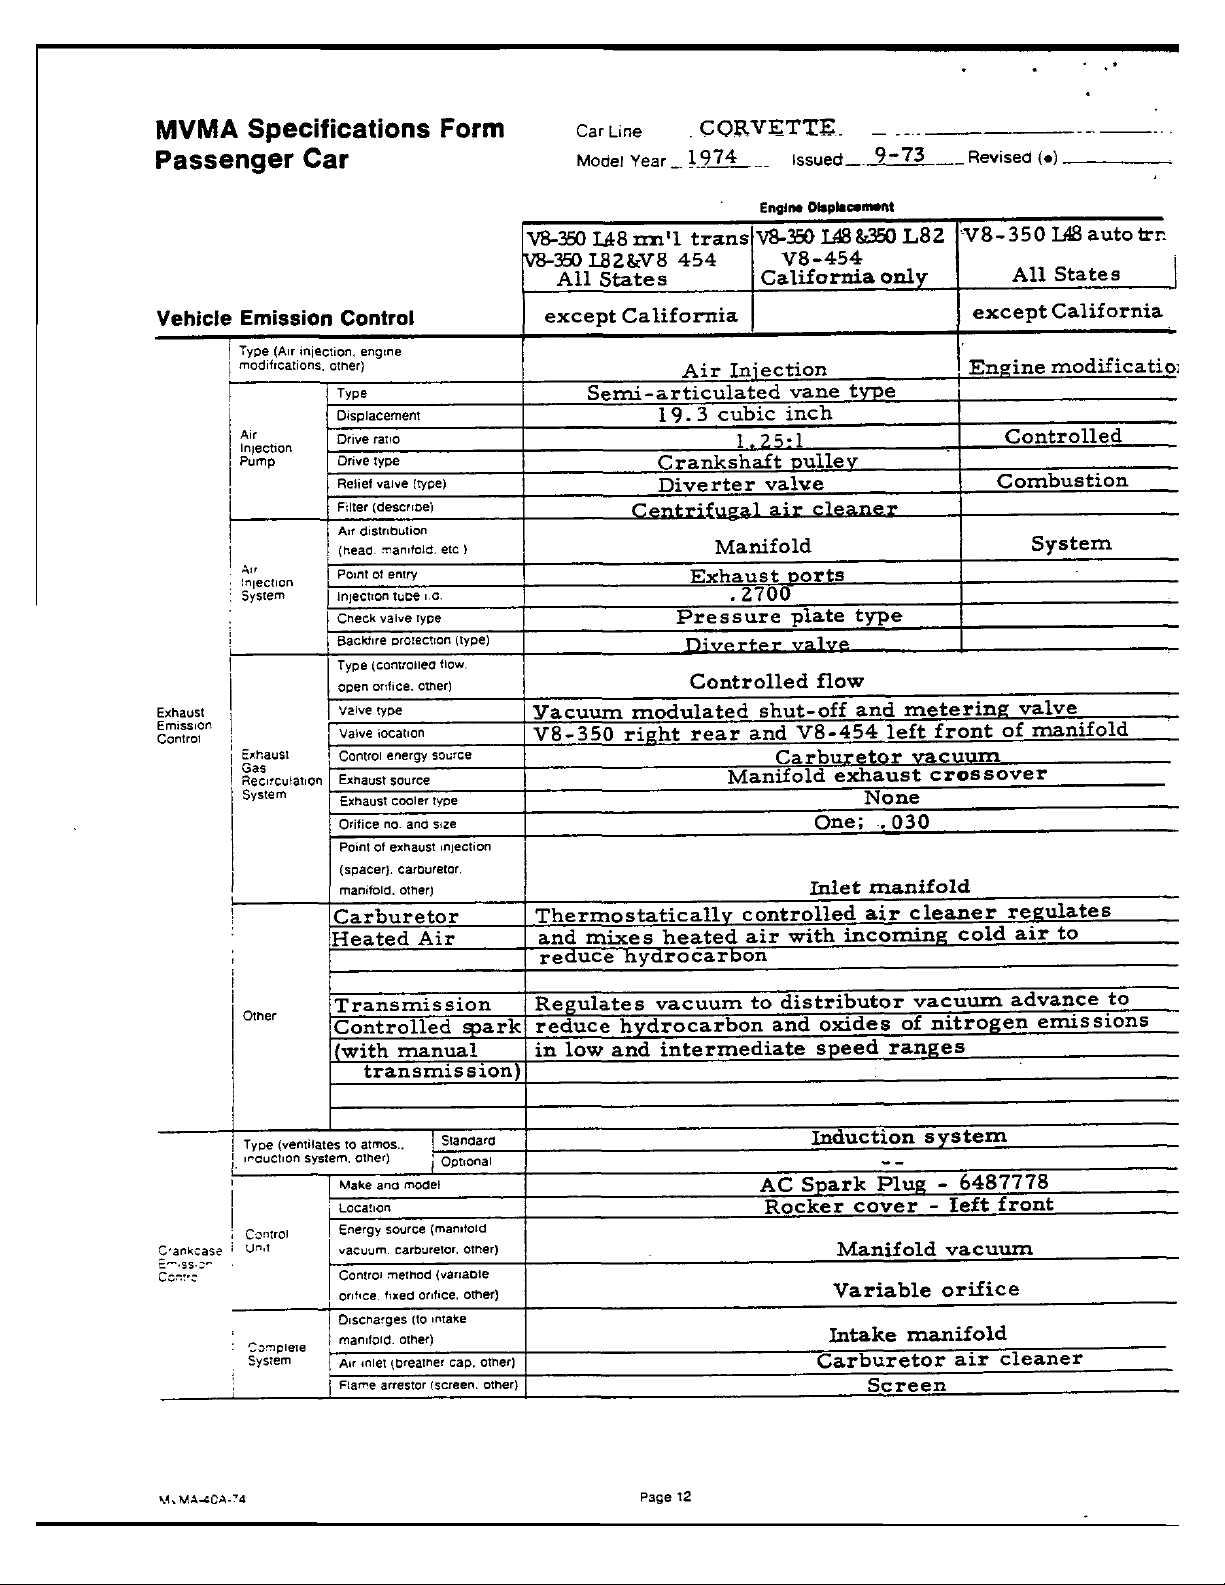 MVMA Specifications Form
Passenger Car
Car Line CORVETTE
Model Year 1974 Issued 9-73 Revised (•)
Engine Displacement
V8-350 L48 mn'l trans V8-350 L48 &350 L82 V8-350 L48 auto trn
V8-350 L82&V8 454 V8-454
All States California only All States
Vehicle Emission Control except California except California
Type (Air injection, engine
modifications, other) Air Injection Engine modification
Type Semi-articulated vane type
Displacement 19.3 cubic inch
Air Injection Pump
Drive ratio 1.25:1 Controlled
Drive type Crankshaft pulley
Relief valve (type) Diverter valve Combustion
Filter (describe) Centrifugal air cleaner
Air distribution
(head, manifold, etc.) Manifold System
Air Injection System
Point of entry Exhaust ports
Injection tube i.d. .2700
Check valve type Pressure plate type
Backfire protection (type) Diverter valve
Type (controlled flow,
open orifice, other) Controlled flow
Exhaust Emission Control
Valve type Vacuum modulated shut-off and metering valve
Valve location V8-350 right rear and V8-454 left front of manifold
Exhaust Gas Recirculation System
Control energy source Carburetor vacuum
Exhaust source Manifold exhaust crossover
Exhaust cooler type None
Orifice no. and size One; .030
Point of exhaust injection
(spacer), carburetor,
manifold, other) Inlet manifold
Carburetor Thermostatically controlled air cleaner regulates
Heated Air and mixes heated air with incoming cold air to
reduce hydrocarbon
Other
Transmission Regulates vacuum to distributor vacuum advance to
Controlled spark reduce hydrocarbon and oxides of nitrogen emissions
(with manual in low and intermediate speed ranges
transmission)
Type (ventilates to atmos., Standard Induction system
induction system, other) Optional --
Make and model AC Spark Plug - 6487778
Location Rocker cover - left front
Control Unit
Energy source (manifold
vacuum, carburetor, other) Manifold vacuum
Crankcase Emission Control
Control method (variable
orifice, fixed orifice, other) Variable orifice
Discharges (to intake
manifold, other) Intake manifold
Complete System
Air inlet (breather cap, other) Carburetor air cleaner
Flame arrestor (screen, other) Screen
MVMA-40A-74 Page 12